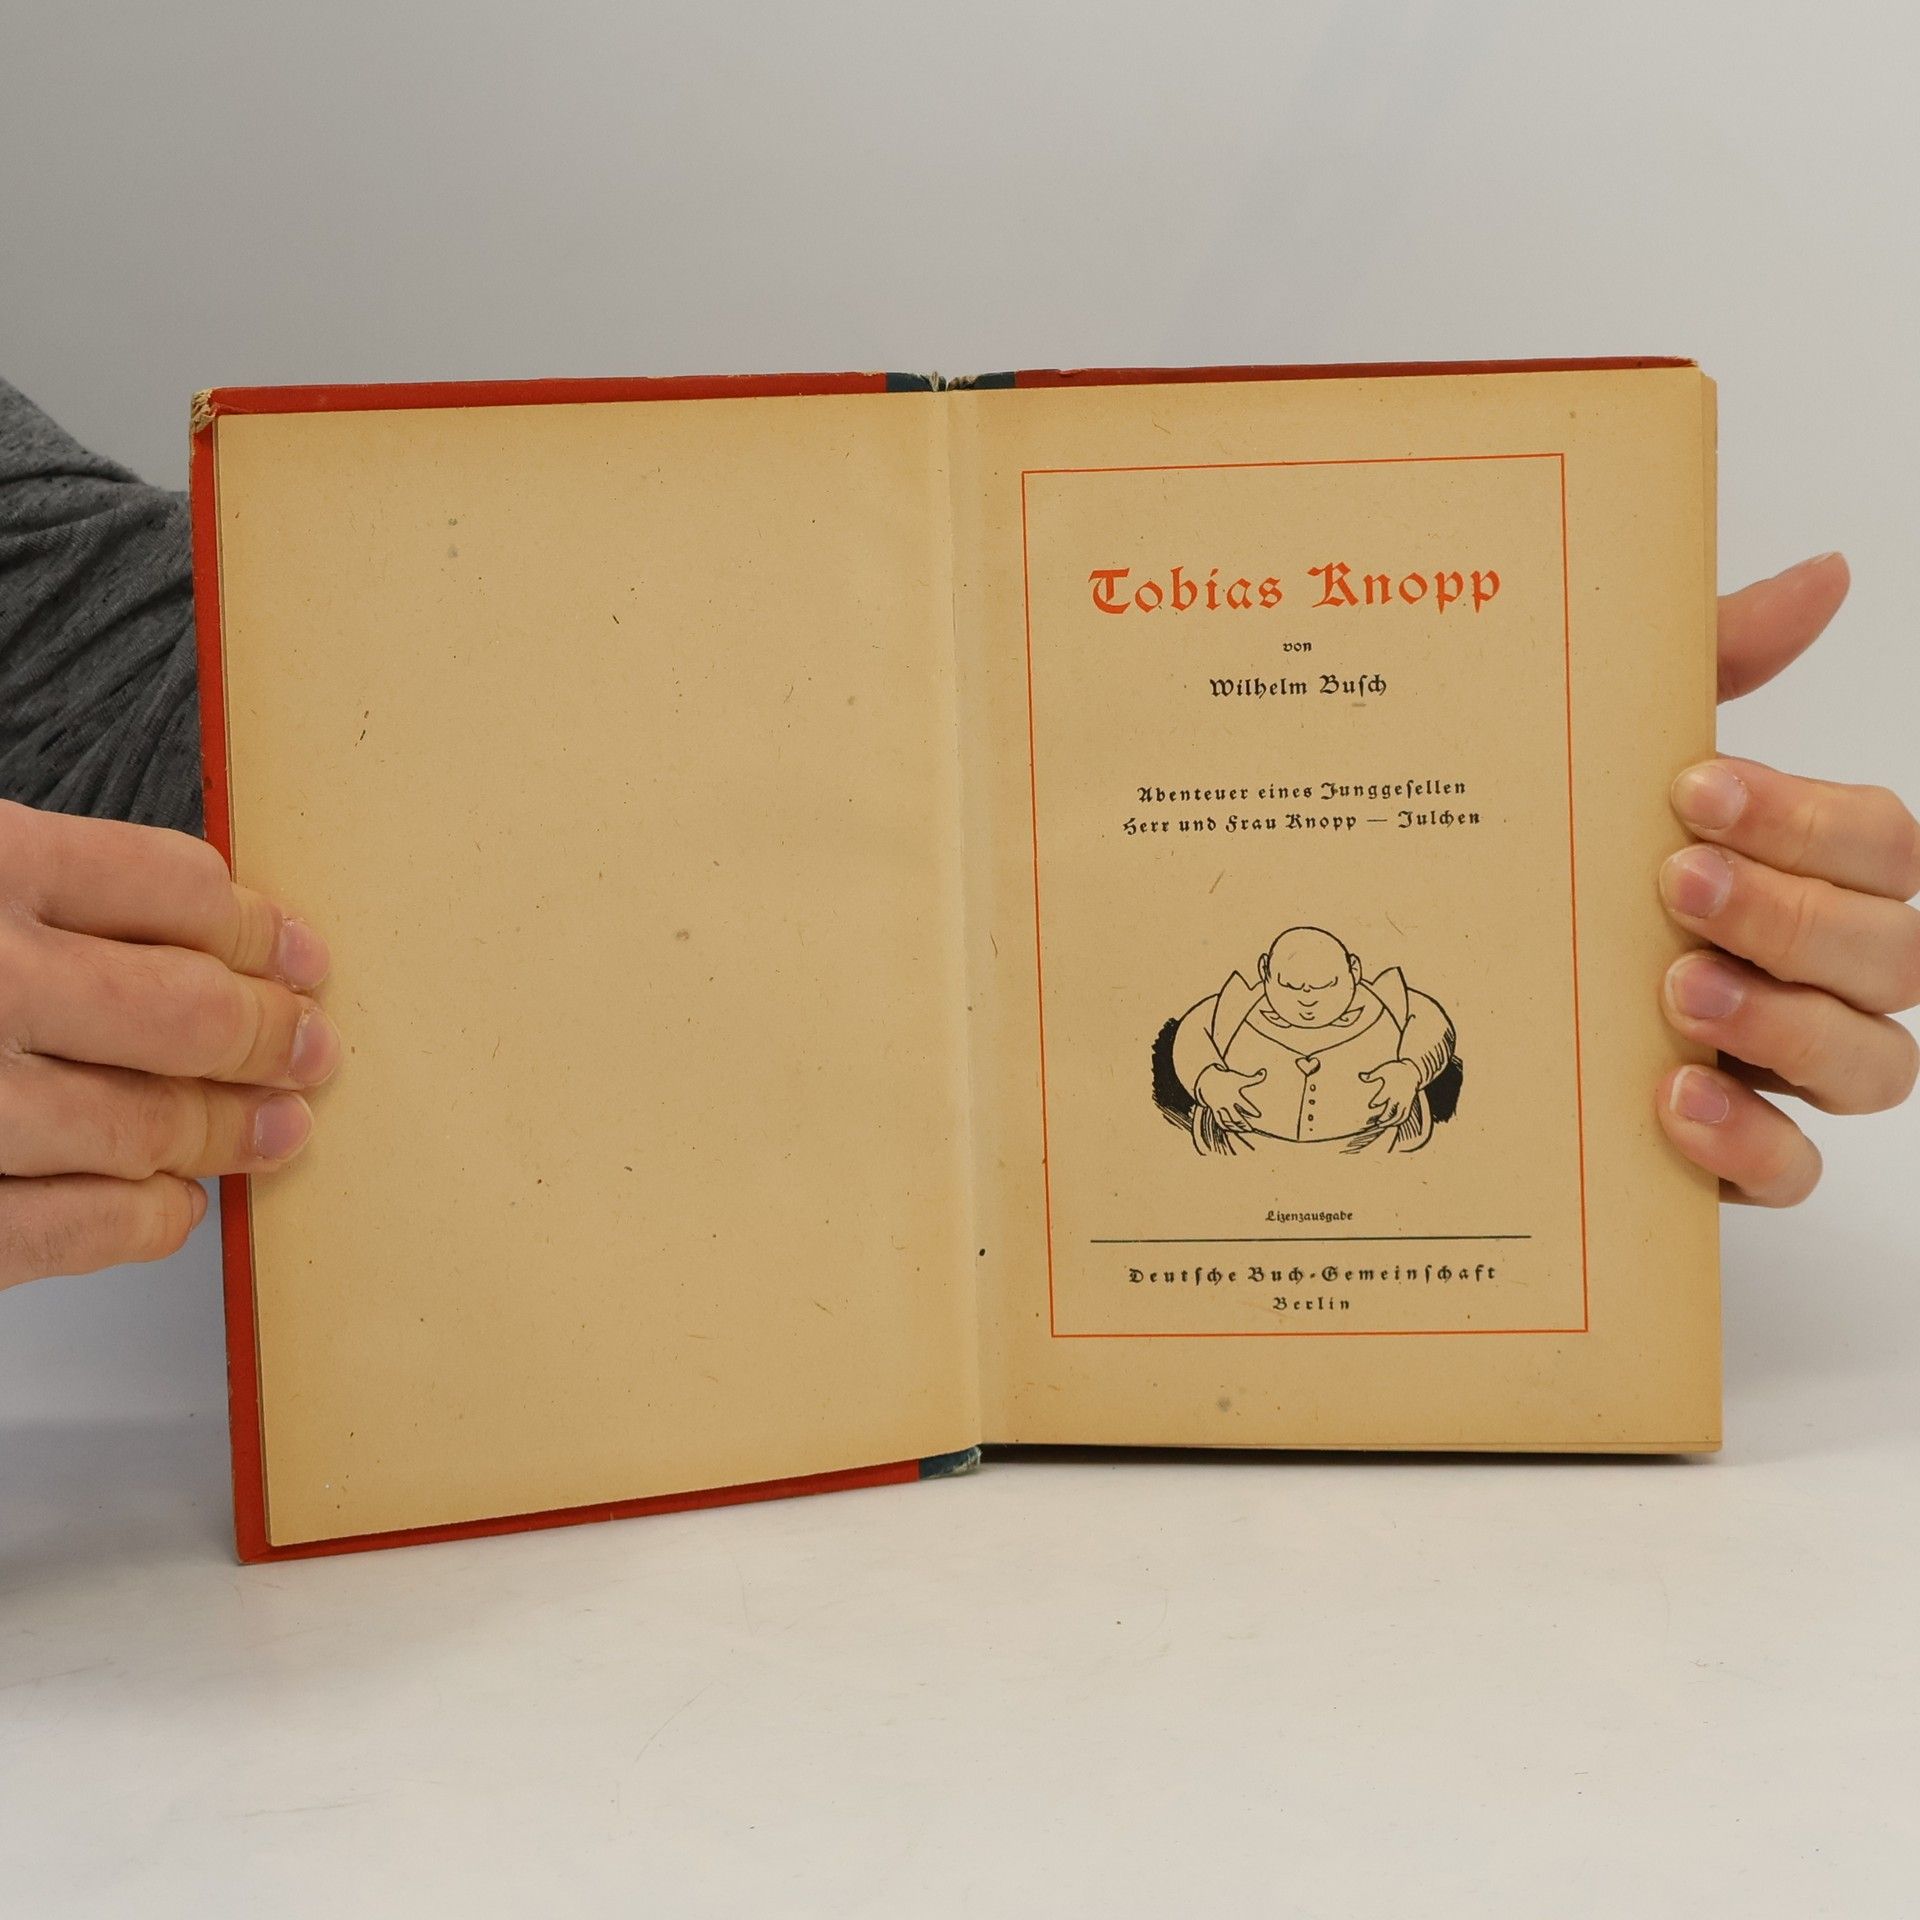 Tobias Knopp
von
Wilhelm Buſch
Abenteuer eines Junggeſellen
Herr und Frau Knopp — Julchen
Lizenzausgabe
Deutſche Buch-Gemeinſchaft
Berlin